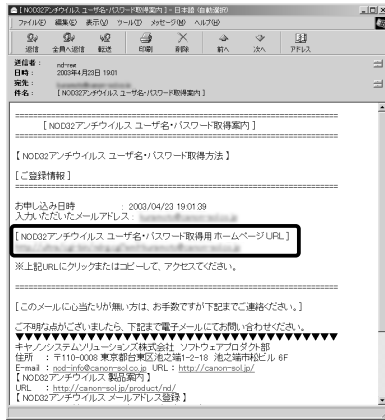 [ NOD32アンチウイルス ユーザ名・パスワード取得案内 ] - 日本語 (自動選択)
ファイル(F) 編集(E) 表示(V) ツール(T) メッセージ(M) ヘルプ(H)
返信 全員へ返信 転送 印刷 削除 前へ 次へ アドレス
送信者：
日時： 2003年4月23日 19:01
宛先：
件名： [ NOD32アンチウイルス ユーザ名・パスワード取得案内 ]
[ NOD32アンチウイルス ユーザ名・パスワード取得案内 ]
【 NOD32アンチウイルス ユーザ名・パスワード取得方法 】
[ ご登録情報 ]
お申し込み日時 : 2003/04/23 19:01:39
入力いただいたメールアドレス :
[ NOD32アンチウイルス ユーザ名・パスワード取得用 ホームページ URL ]
※上記URLにクリックまたはコピーして、アクセスください。
[ このメールに心当たりが無い方は、お手数ですが下記までご連絡ください。]
ご不明な点がございましたら、下記まで電子メールにてお問い合わせください。
▼▼▼▼▼▼▼▼▼▼▼▼▼▼▼▼▼▼▼▼▼▼▼▼
キヤノンシステムソリューションズ株式会社 ソフトウェアプロダクト部
住所 ：〒110-0008 東京都台東区池之端1-2-18 池之端市松ビル 6F
E-mail : nod-info@canon-sol.co.jp URL : http://canon-sol.jp/
【 NOD32アンチウイルス 製品案内 】
URL : http://canon-sol.jp/product/nd/
【 NOD32アンチウイルス メールアドレス登録 】